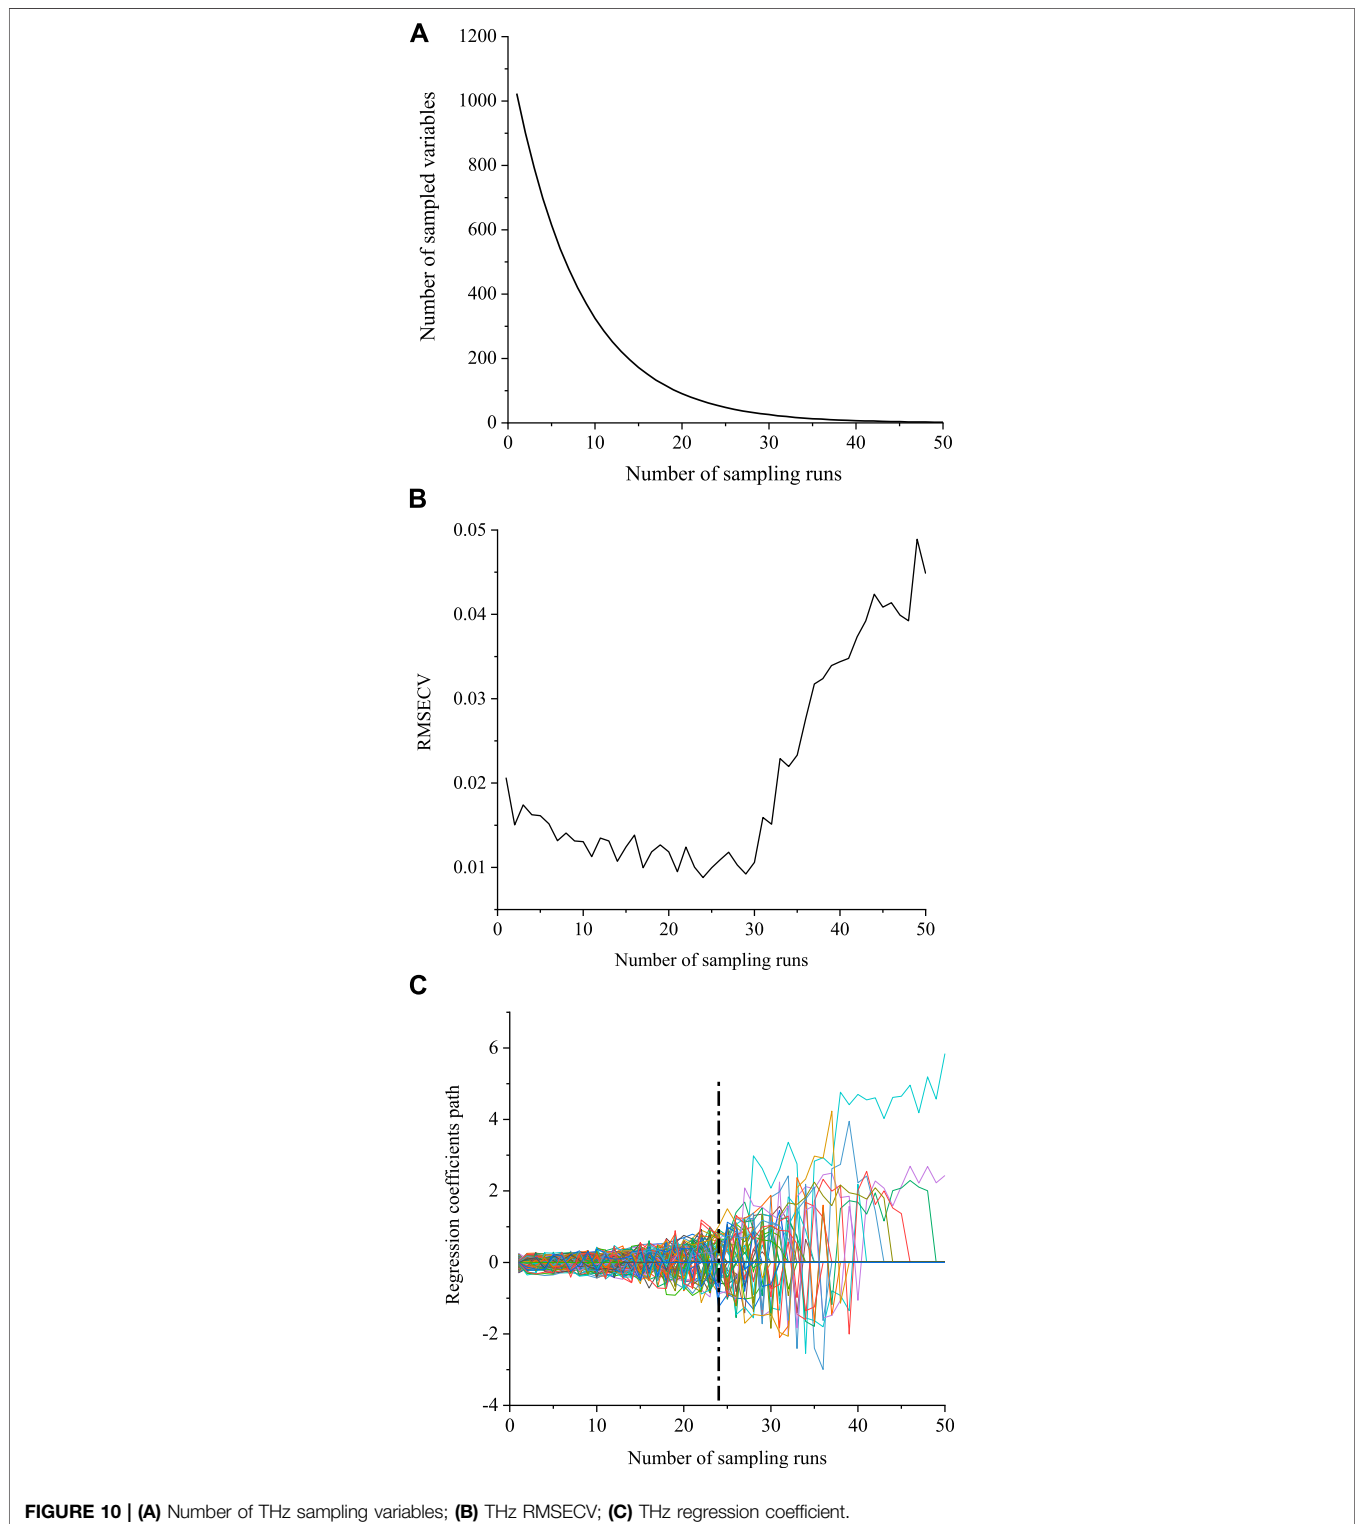 A
1200
1000
800
600
400
200
0
Number of sampled variables
0 10 20 30 40 50
Number of sampling runs
B
0.05
0.04
0.03
0.02
0.01
RMSECV
0 10 20 30 40 50
Number of sampling runs
C
6
4
2
0
-2
-4
Regression coefficients path
0 10 20 30 40 50
Number of sampling runs
FIGURE 10 | (A) Number of THz sampling variables; (B) THz RMSECV; (C) THz regression coefficient.